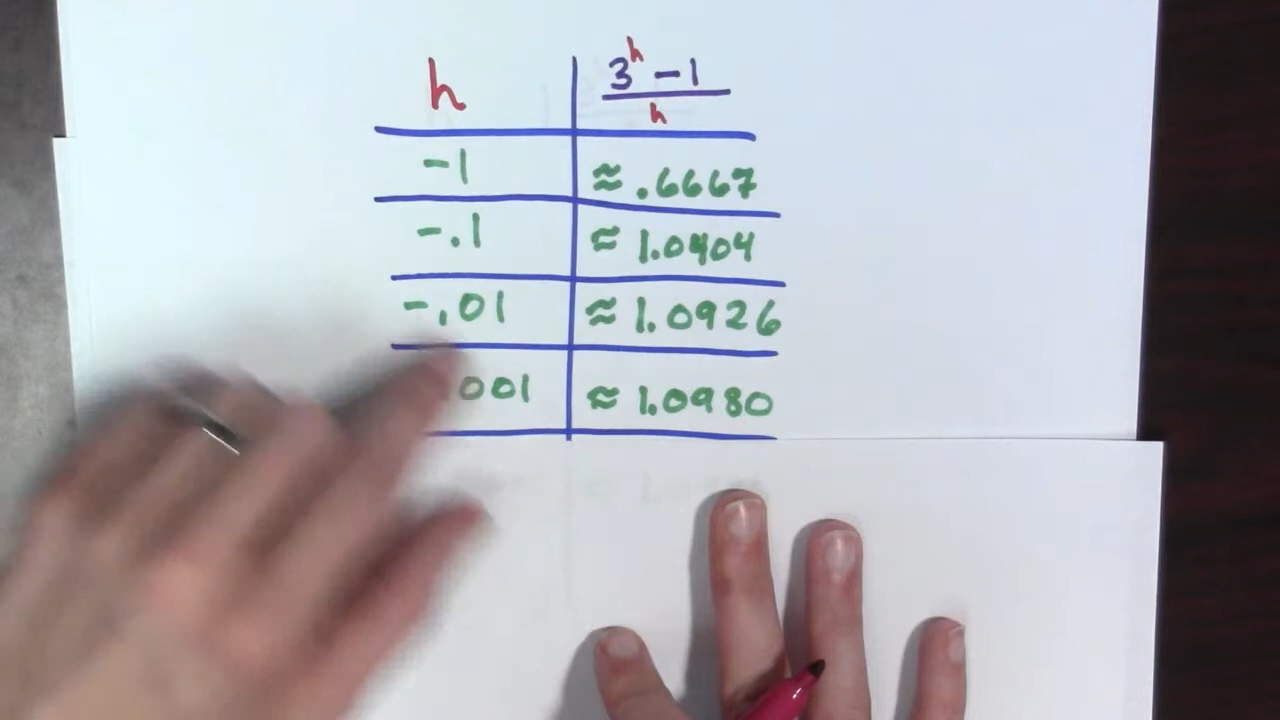 h 3^h - 1 / h
-1 ≈ .6667
-.1 ≈ 1.0404
-.01 ≈ 1.0926
001 ≈ 1.0980